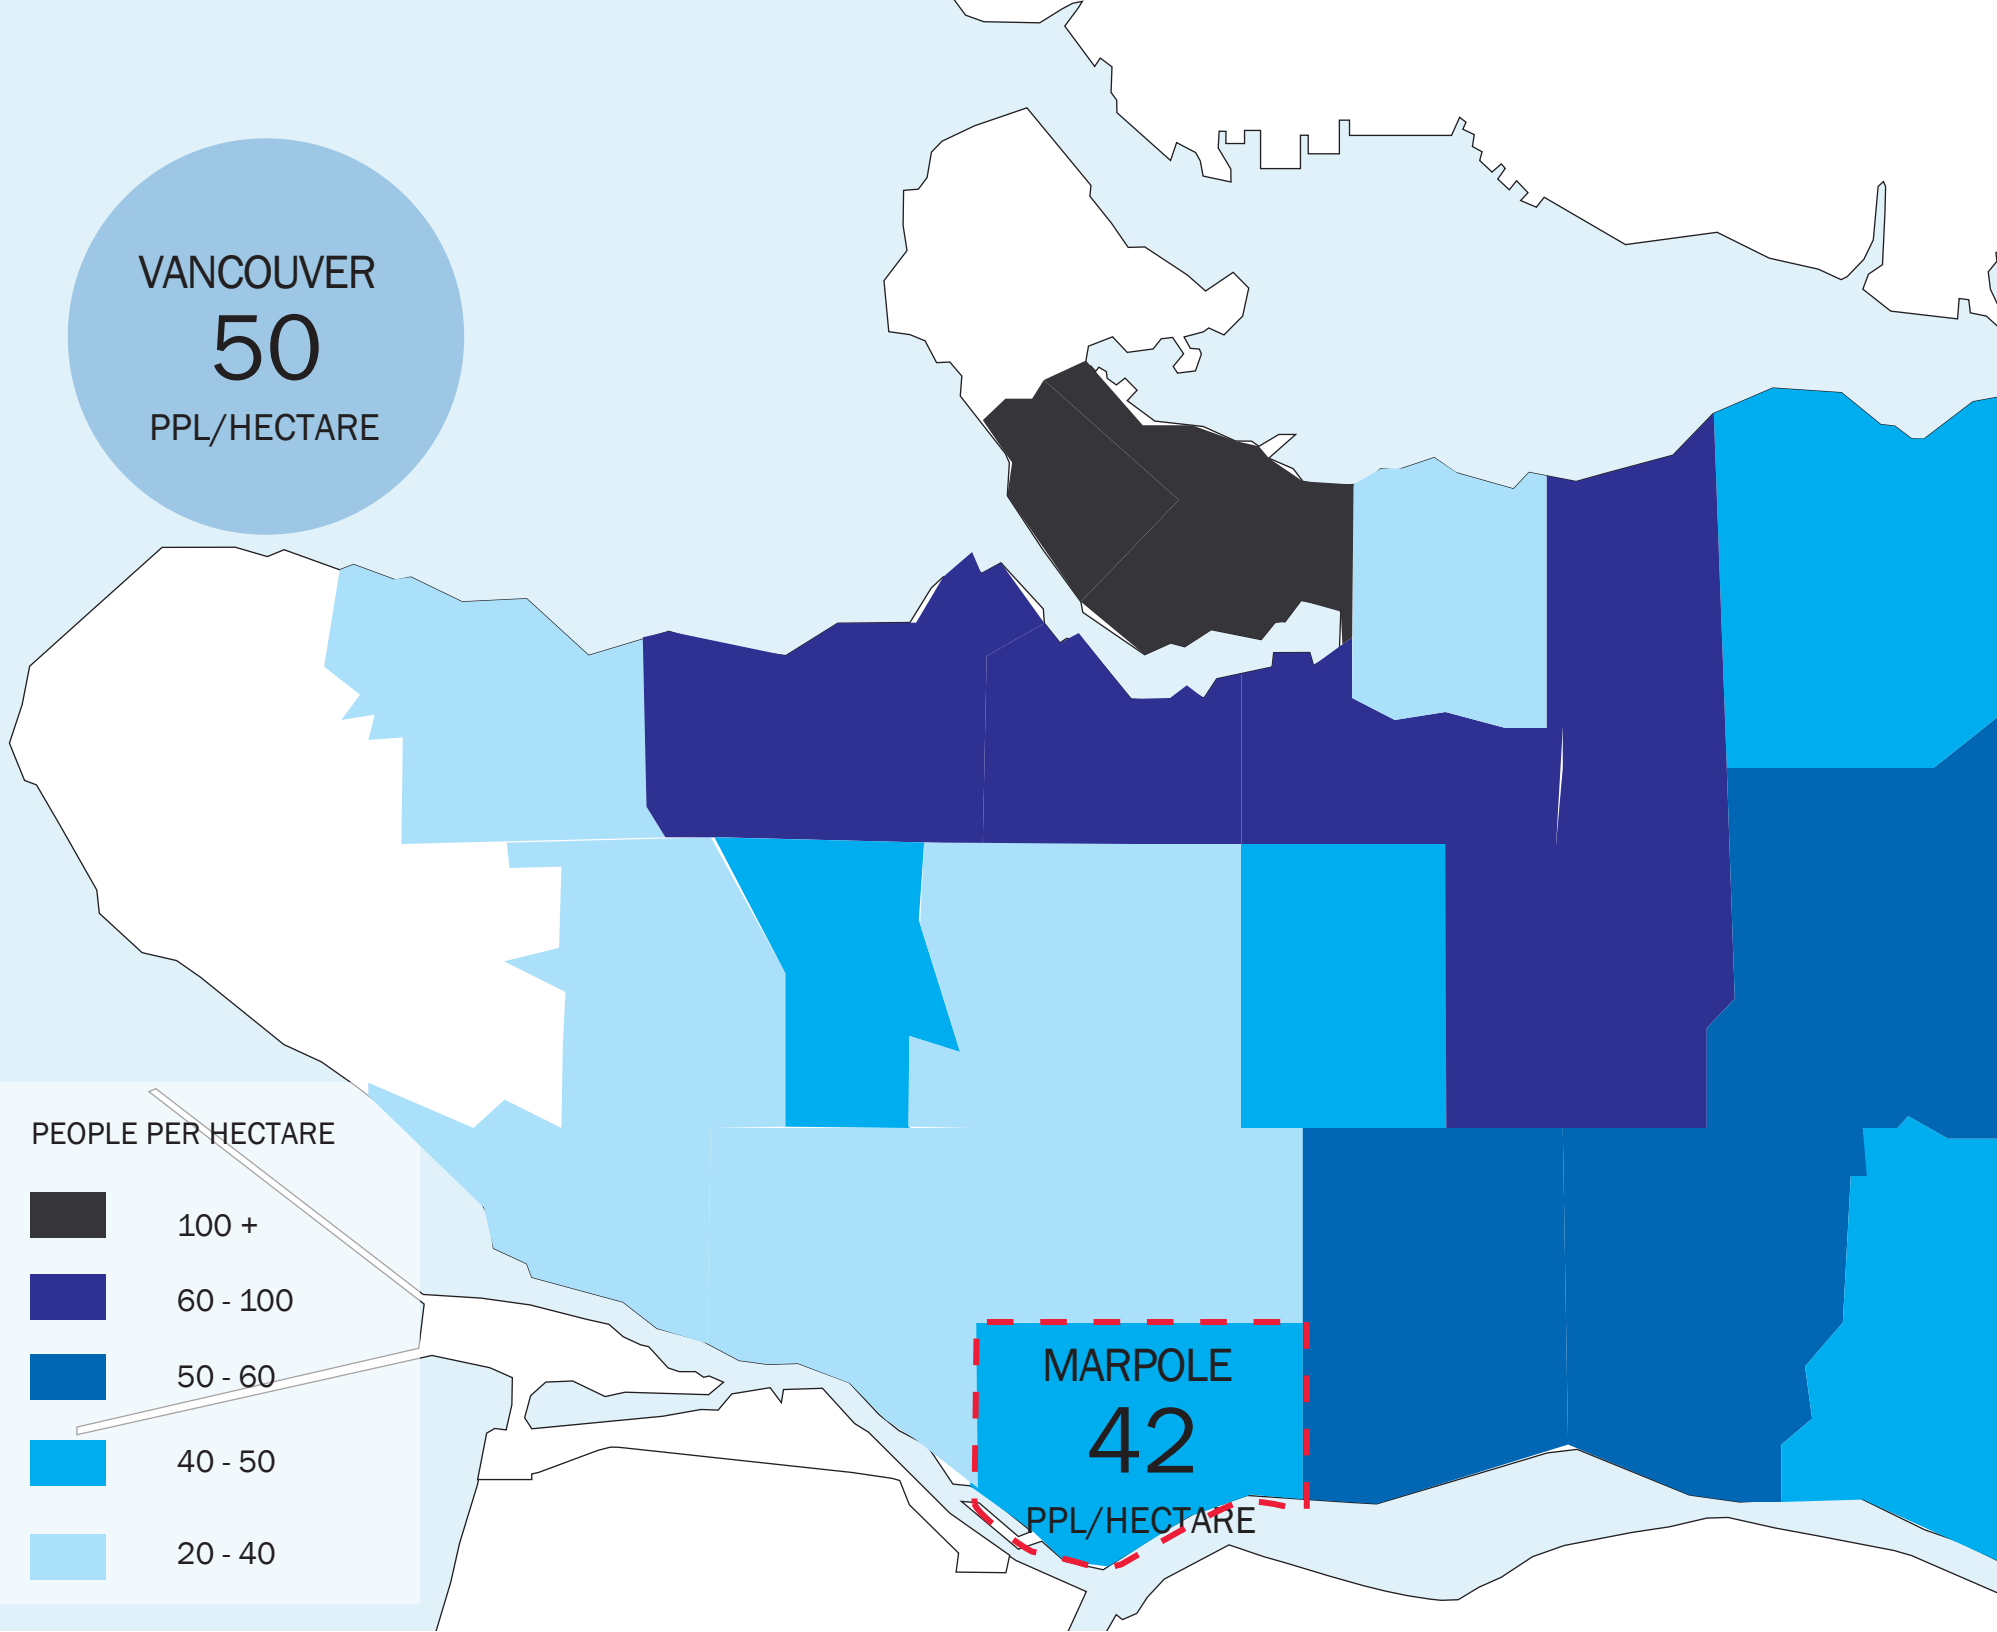 VANCOUVER
50
PPL/HECTARE
PEOPLE PER HECTARE
100 +
60 - 100
50 - 60
40 - 50
20 - 40
MARPOLE
42
PPL/HECTARE